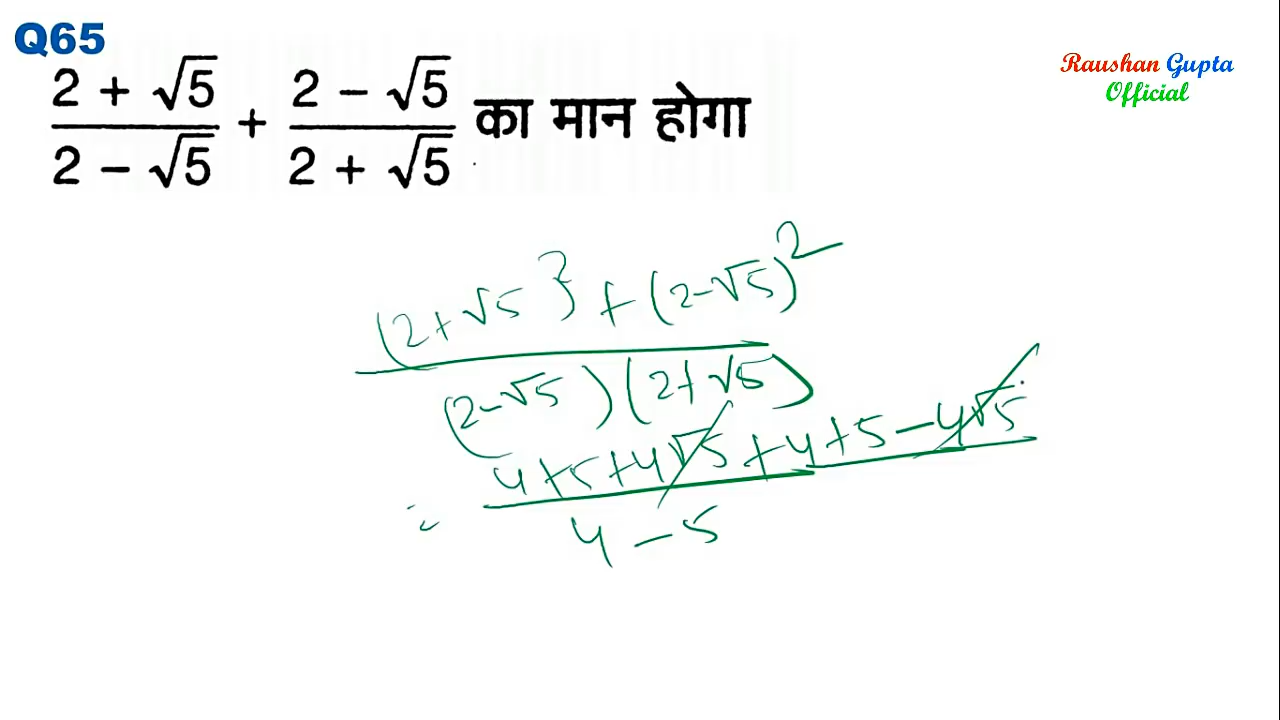 Q65
Raushan Gupta
Official
2 + √5 / 2 − √5 + 2 − √5 / 2 + √5 का मान होगा
(2+√5)² + (2-√5)²
(2-√5)(2+√5)
= 4+5+4√5+4+5-4√5
4-5